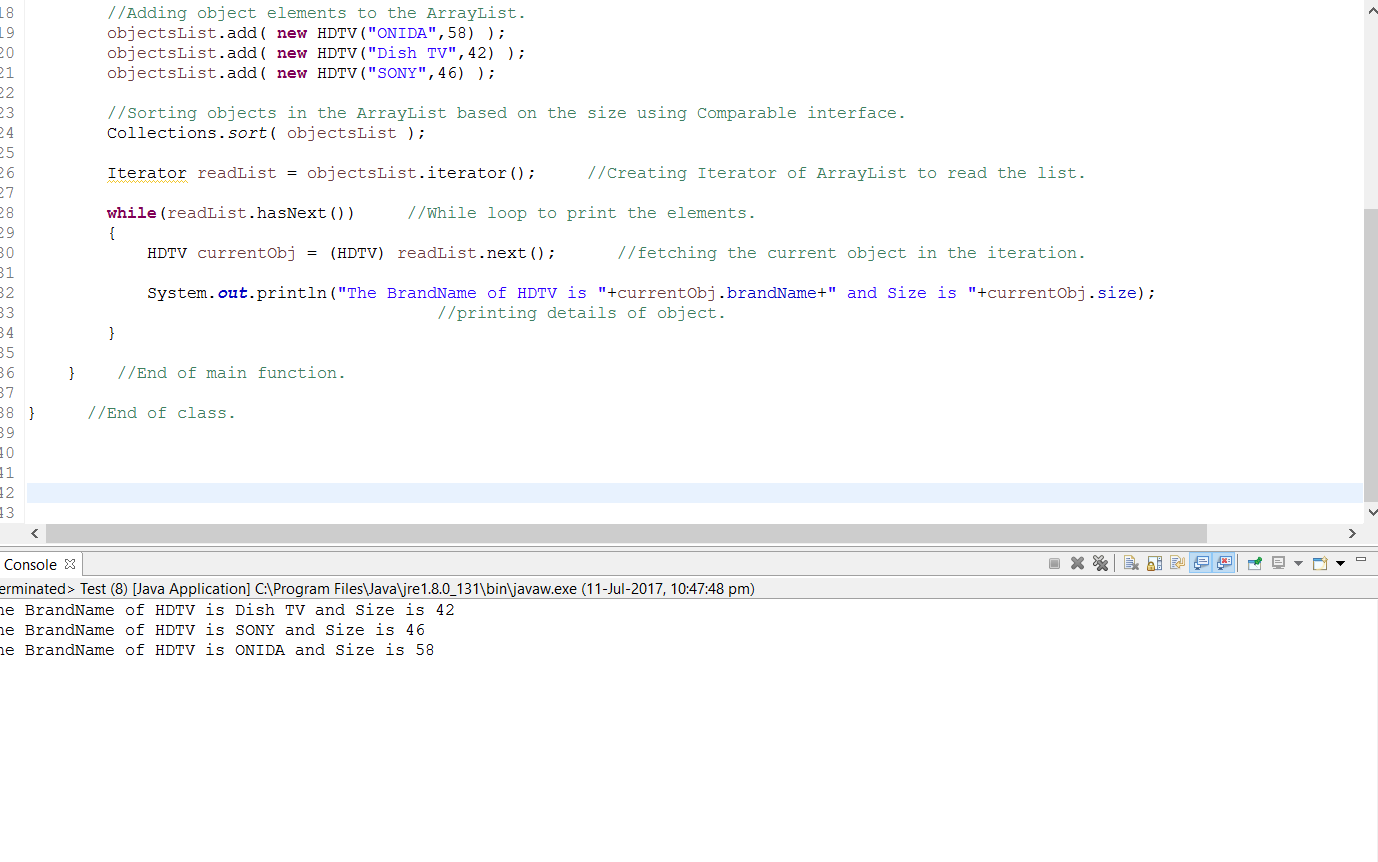 18 //Adding object elements to the ArrayList.
19 objectsList.add( new HDTV("ONIDA",58) );
20 objectsList.add( new HDTV("Dish TV",42) );
21 objectsList.add( new HDTV("SONY",46) );
22
23 //Sorting objects in the ArrayList based on the size using Comparable interface.
24 Collections.sort( objectsList );
25
26 Iterator readList = objectsList.iterator(); //Creating Iterator of ArrayList to read the list.
27
28 while(readList.hasNext()) //While loop to print the elements.
29 {
30 HDTV currentObj = (HDTV) readList.next(); //fetching the current object in the iteration.
31
32 System.out.println("The BrandName of HDTV is "+currentObj.brandName+" and Size is "+currentObj.size);
33 //printing details of object.
34 }
35
36 } //End of main function.
37
38 } //End of class.
39
40
41
42
43
Console
erminated> Test (8) [Java Application] C:\Program Files\Java\jre1.8.0_131\bin\javaw.exe (11-Jul-2017, 10:47:48 pm)
he BrandName of HDTV is Dish TV and Size is 42
he BrandName of HDTV is SONY and Size is 46
he BrandName of HDTV is ONIDA and Size is 58